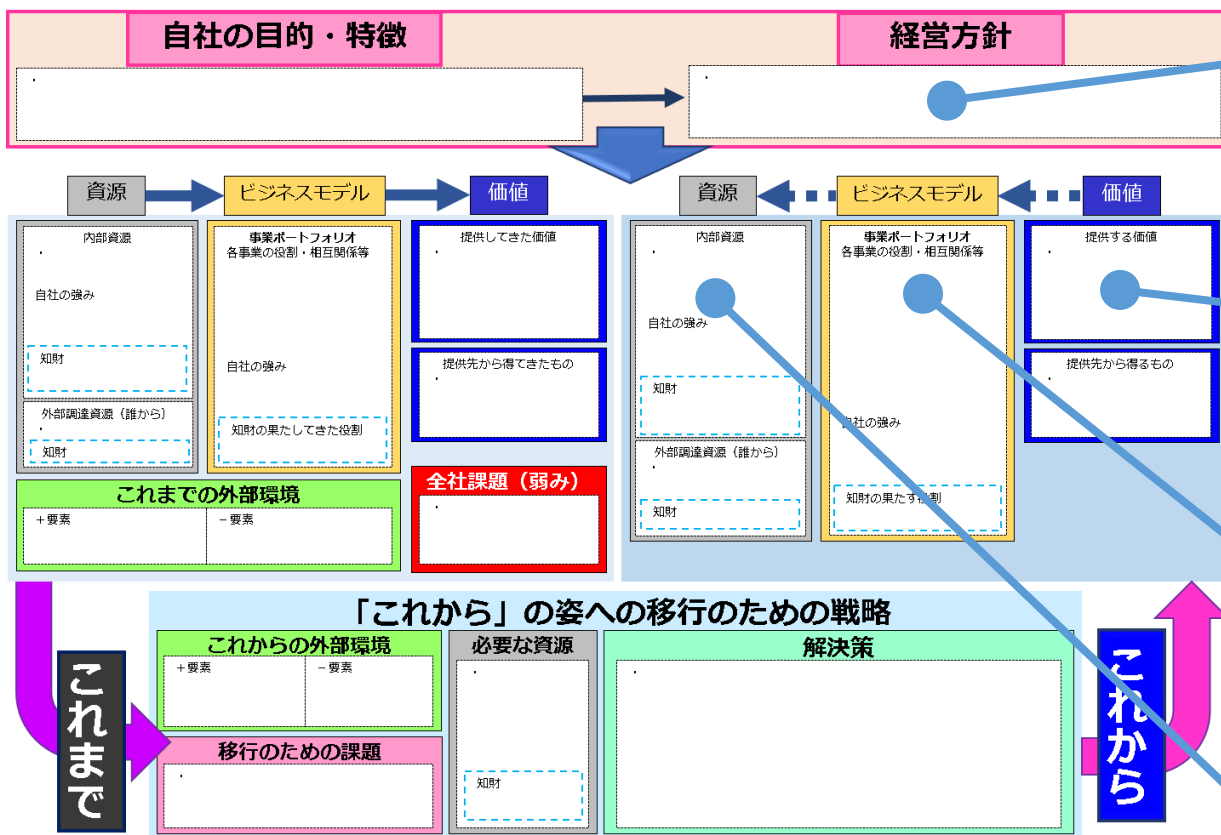 自社の目的・特徴
・
経営方針
・
資源
ビジネスモデル
価値
内部資源
・
自社の強み
知財
外部調達資源（誰から）
・
知財
事業ポートフォリオ
各事業の役割・相互関係等
自社の強み
知財の果たしてきた役割
提供してきた価値
・
提供先から得てきたもの
・
これまでの外部環境
＋要素
－要素
全社課題（弱み）
・
資源
ビジネスモデル
価値
内部資源
・
自社の強み
知財
外部調達資源（誰から）
・
知財
事業ポートフォリオ
各事業の役割・相互関係等
自社の強み
知財の果たす役割
提供する価値
・
提供先から得るもの
・
これまで
「これから」の姿への移行のための戦略
これからの外部環境
＋要素
－要素
移行のための課題
・
必要な資源
・
知財
解決策
・
これから